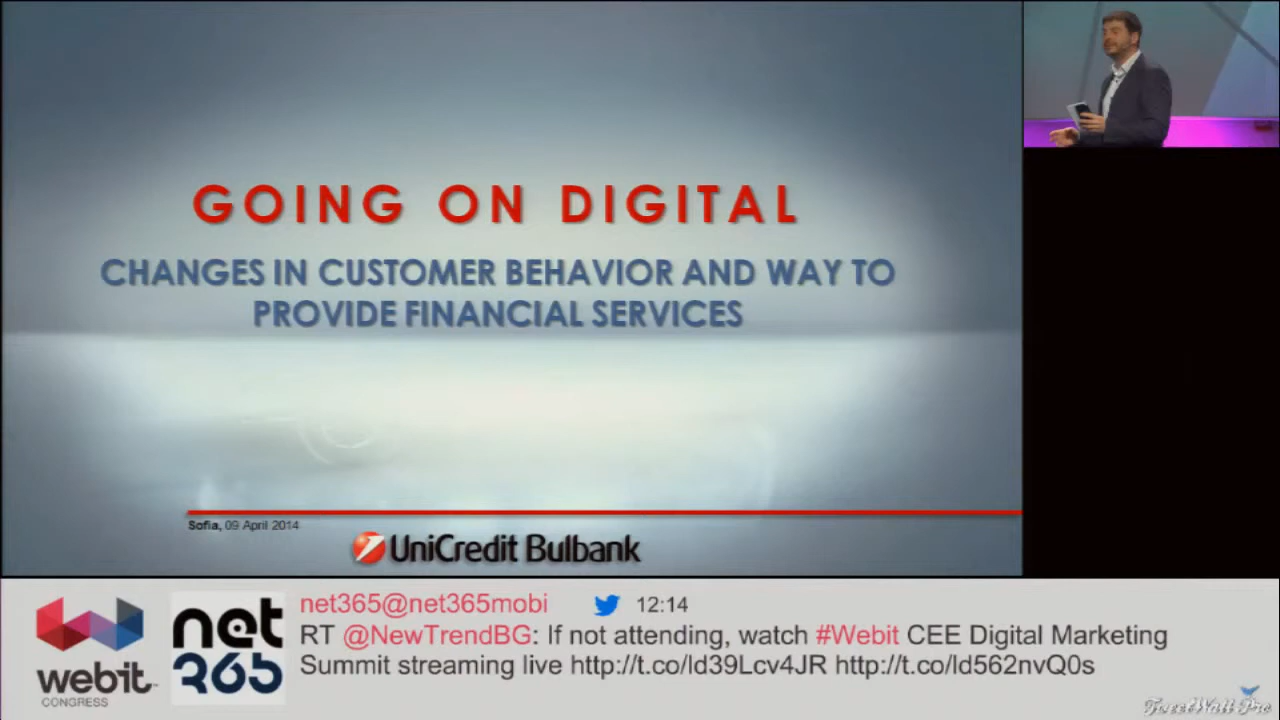 GOING ON DIGITAL
CHANGES IN CUSTOMER BEHAVIOR AND WAY TO
PROVIDE FINANCIAL SERVICES
Sofia, 09 April 2014
UniCredit Bulbank
webit
CONGRESS
net
365
net365@net365mobi 12:14
RT @NewTrendBG: If not attending, watch #Webit CEE Digital Marketing
Summit streaming live http://t.co/ld39Lcv4JR http://t.co/ld562nvQ0s
TweetWall Pro